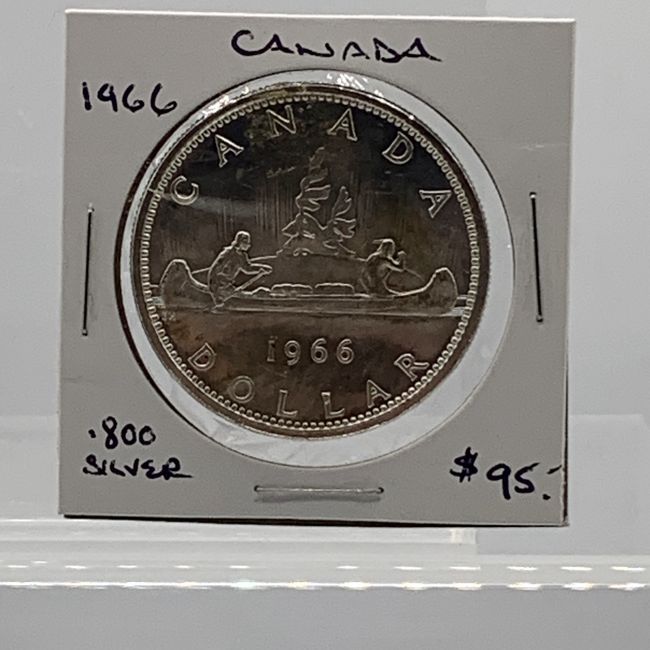 CANADA
1966
CANADA
1966
DOLLAR
.800
SILVER
$95.